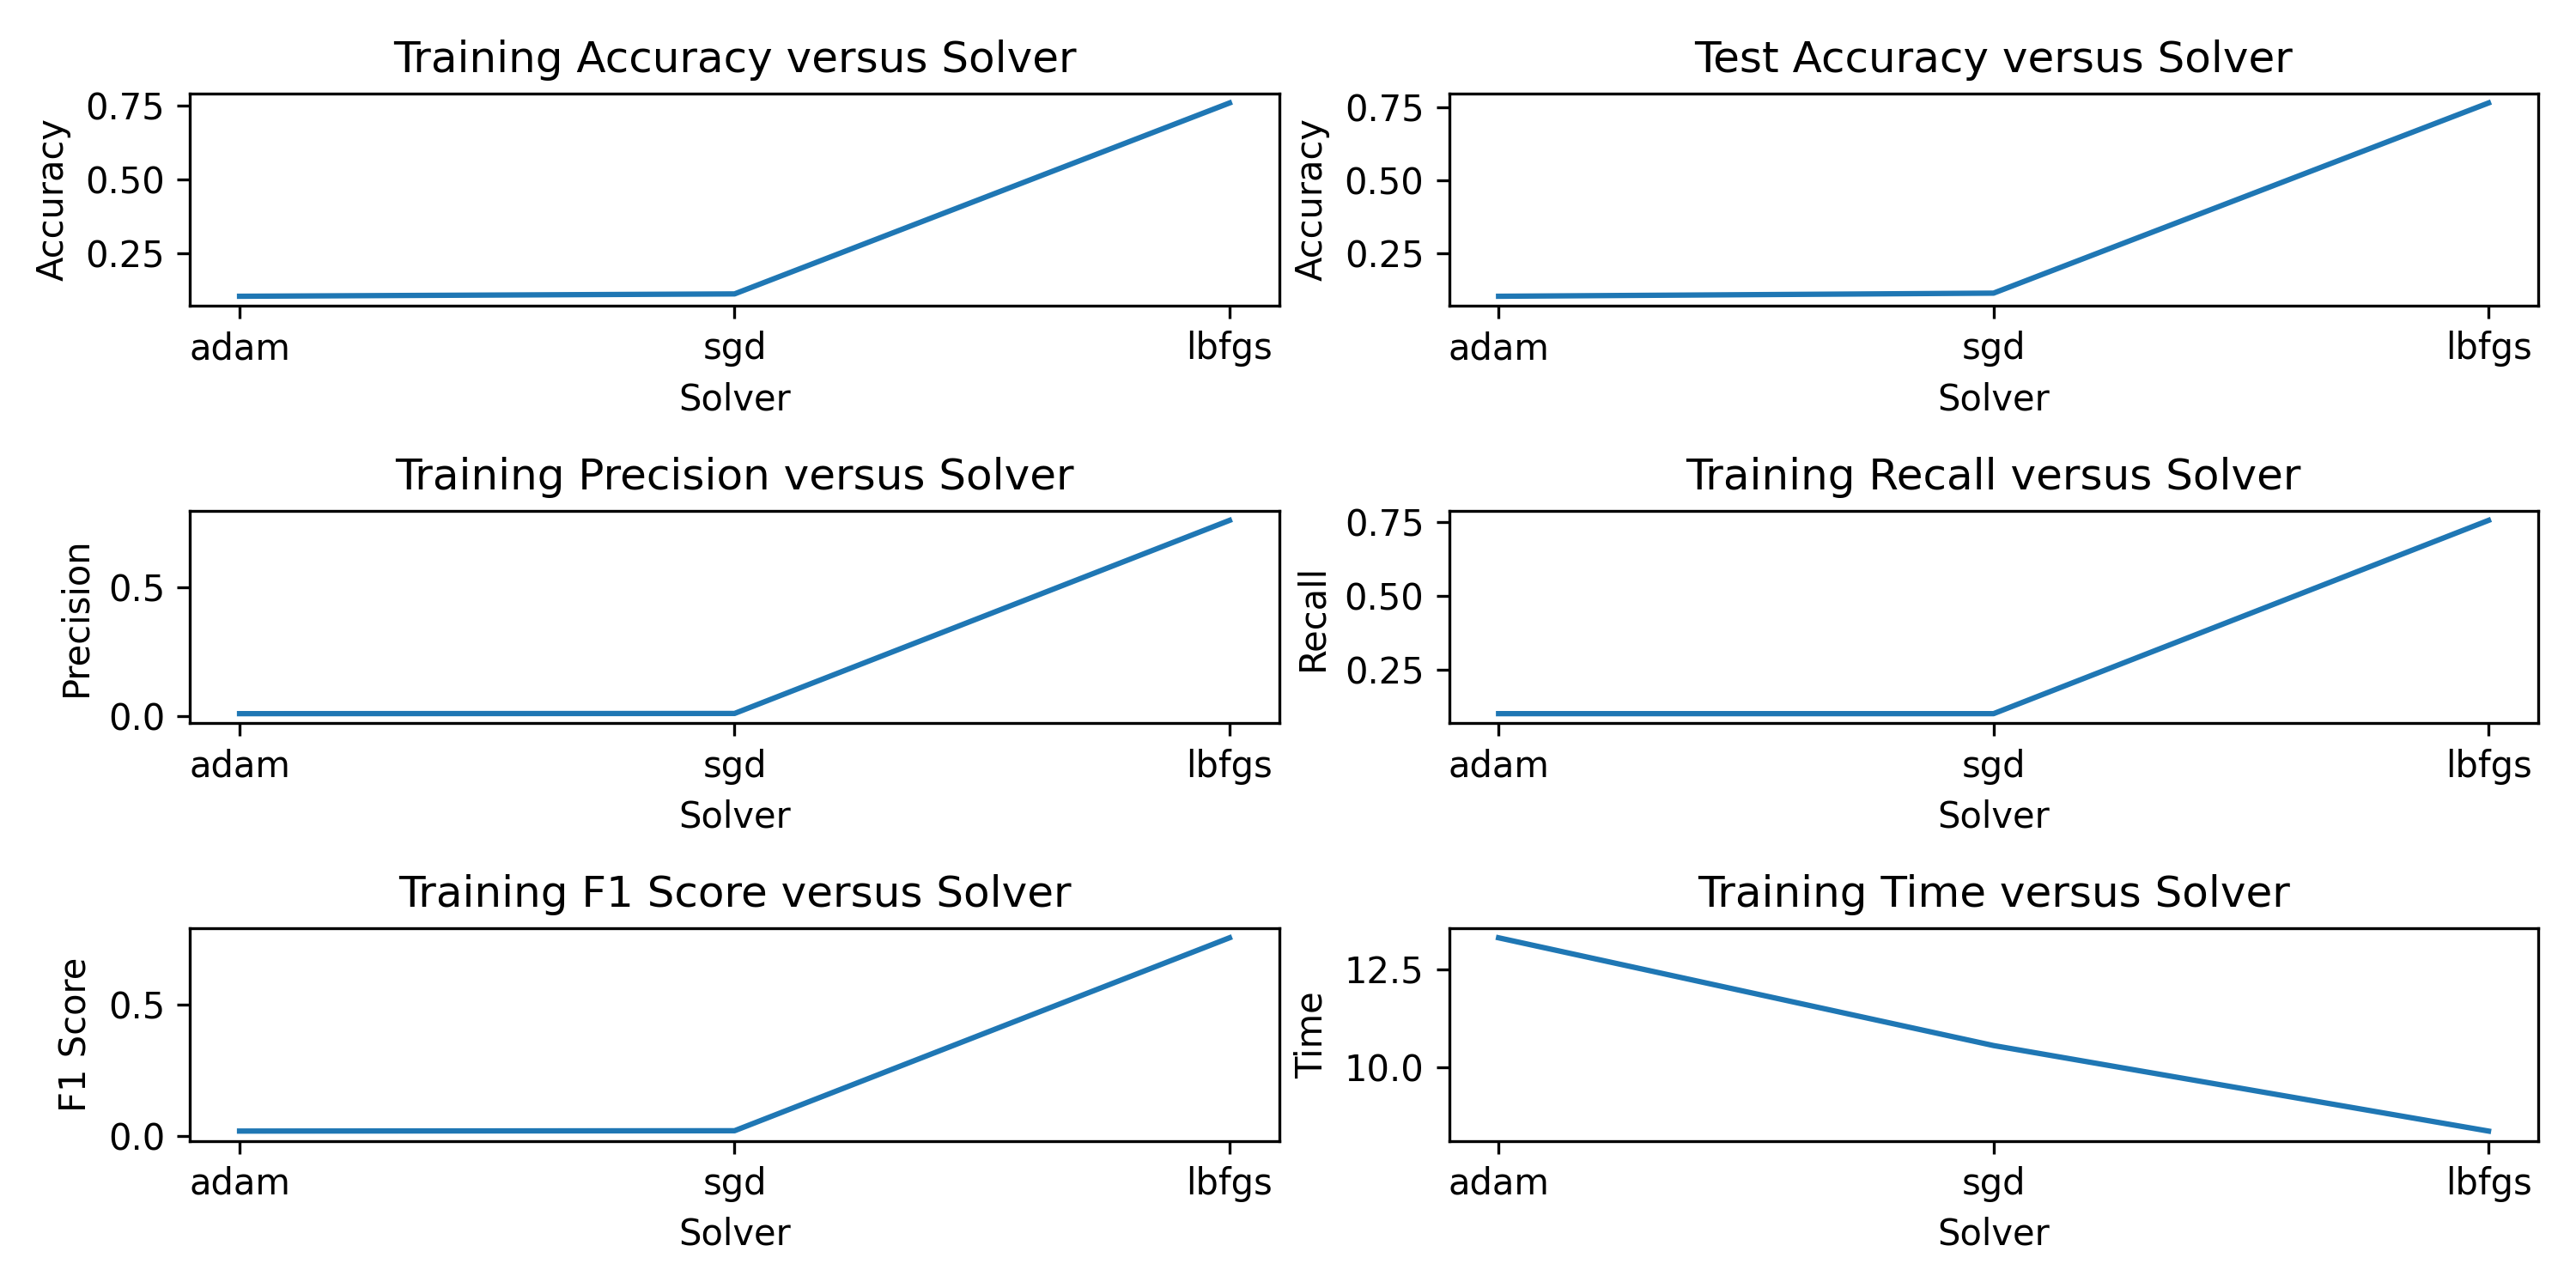 Training Accuracy versus Solver
Accuracy
0.75
0.50
0.25
adam sgd lbfgs
Solver
Test Accuracy versus Solver
Accuracy
0.75
0.50
0.25
adam sgd lbfgs
Solver
Training Precision versus Solver
Precision
0.5
0.0
adam sgd lbfgs
Solver
Training Recall versus Solver
Recall
0.75
0.50
0.25
adam sgd lbfgs
Solver
Training F1 Score versus Solver
F1 Score
0.5
0.0
adam sgd lbfgs
Solver
Training Time versus Solver
Time
12.5
10.0
adam sgd lbfgs
Solver